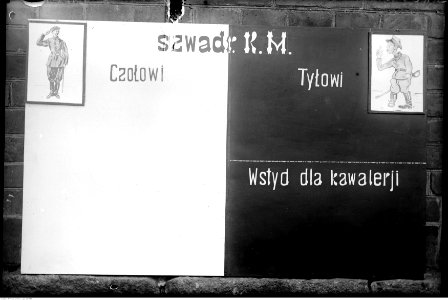 szwadr. K. M.
Czołowi
Tyłowi
Wstyd dla kawalerji